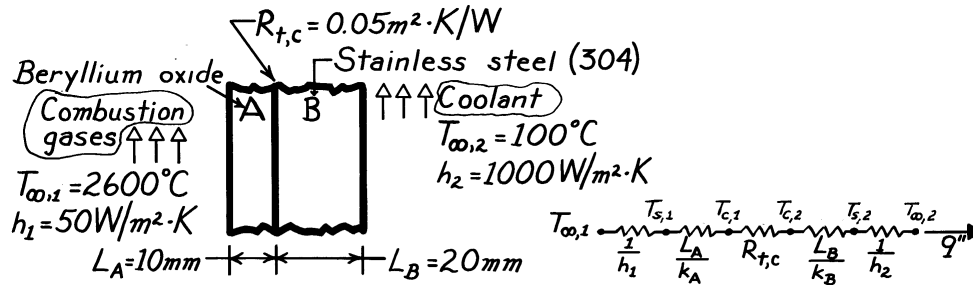 R_{t,c} = 0.05 m²·K/W
Beryllium oxide
Stainless steel (304)
A
B
Combustion
gases
Coolant
T_{∞,1} = 2600°C
h₁ = 50 W/m²·K
T_{∞,2} = 100°C
h₂ = 1000 W/m²·K
L_A = 10mm
L_B = 20mm
T_{∞,1} T_{s,1} T_{c,1} T_{c,2} T_{s,2} T_{∞,2}
1/h₁ L_A/k_A R_{t,c} L_B/k_B 1/h₂ q"